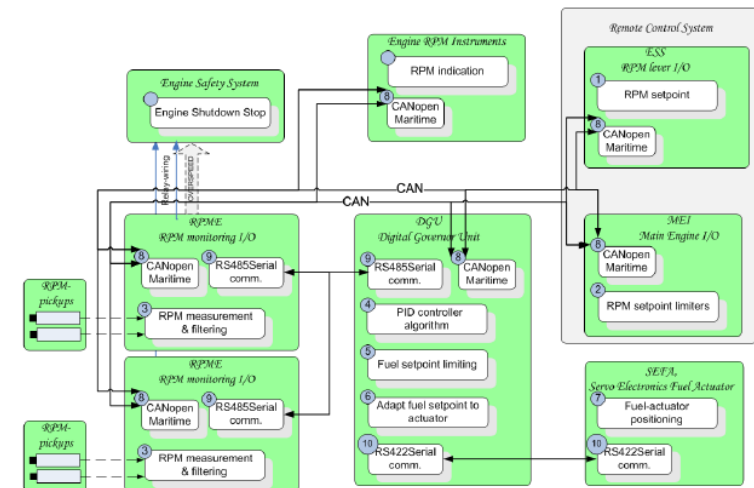 Remote Control System
Engine RPM Instruments
RPM indication
8
CANopen
Maritime
ESS
RPM lever I/O
1
RPM setpoint
8
CANopen
Maritime
Engine Safety System
Engine Shutdown Stop
Relay-wiring
OVERSPEED
CAN
CAN
RPME
RPM monitoring I/O
8
CANopen
Maritime
9
RS485Serial
comm.
3
RPM measurement
& filtering
RPM-
pickups
DGU
Digital Governor Unit
9
RS485Serial
comm.
8
CANopen
Maritime
4
PID controller
algorithm
5
Fuel setpoint limiting
6
Adapt fuel setpoint to
actuator
10
RS422Serial
comm.
MEI
Main Engine I/O
8
CANopen
Maritime
2
RPM setpoint limiters
RPME
RPM monitoring I/O
8
CANopen
Maritime
9
RS485Serial
comm.
3
RPM measurement
& filtering
RPM-
pickups
SEFA,
Servo Electronics Fuel Actuator
7
Fuel-actuator
positioning
10
RS422Serial
comm.